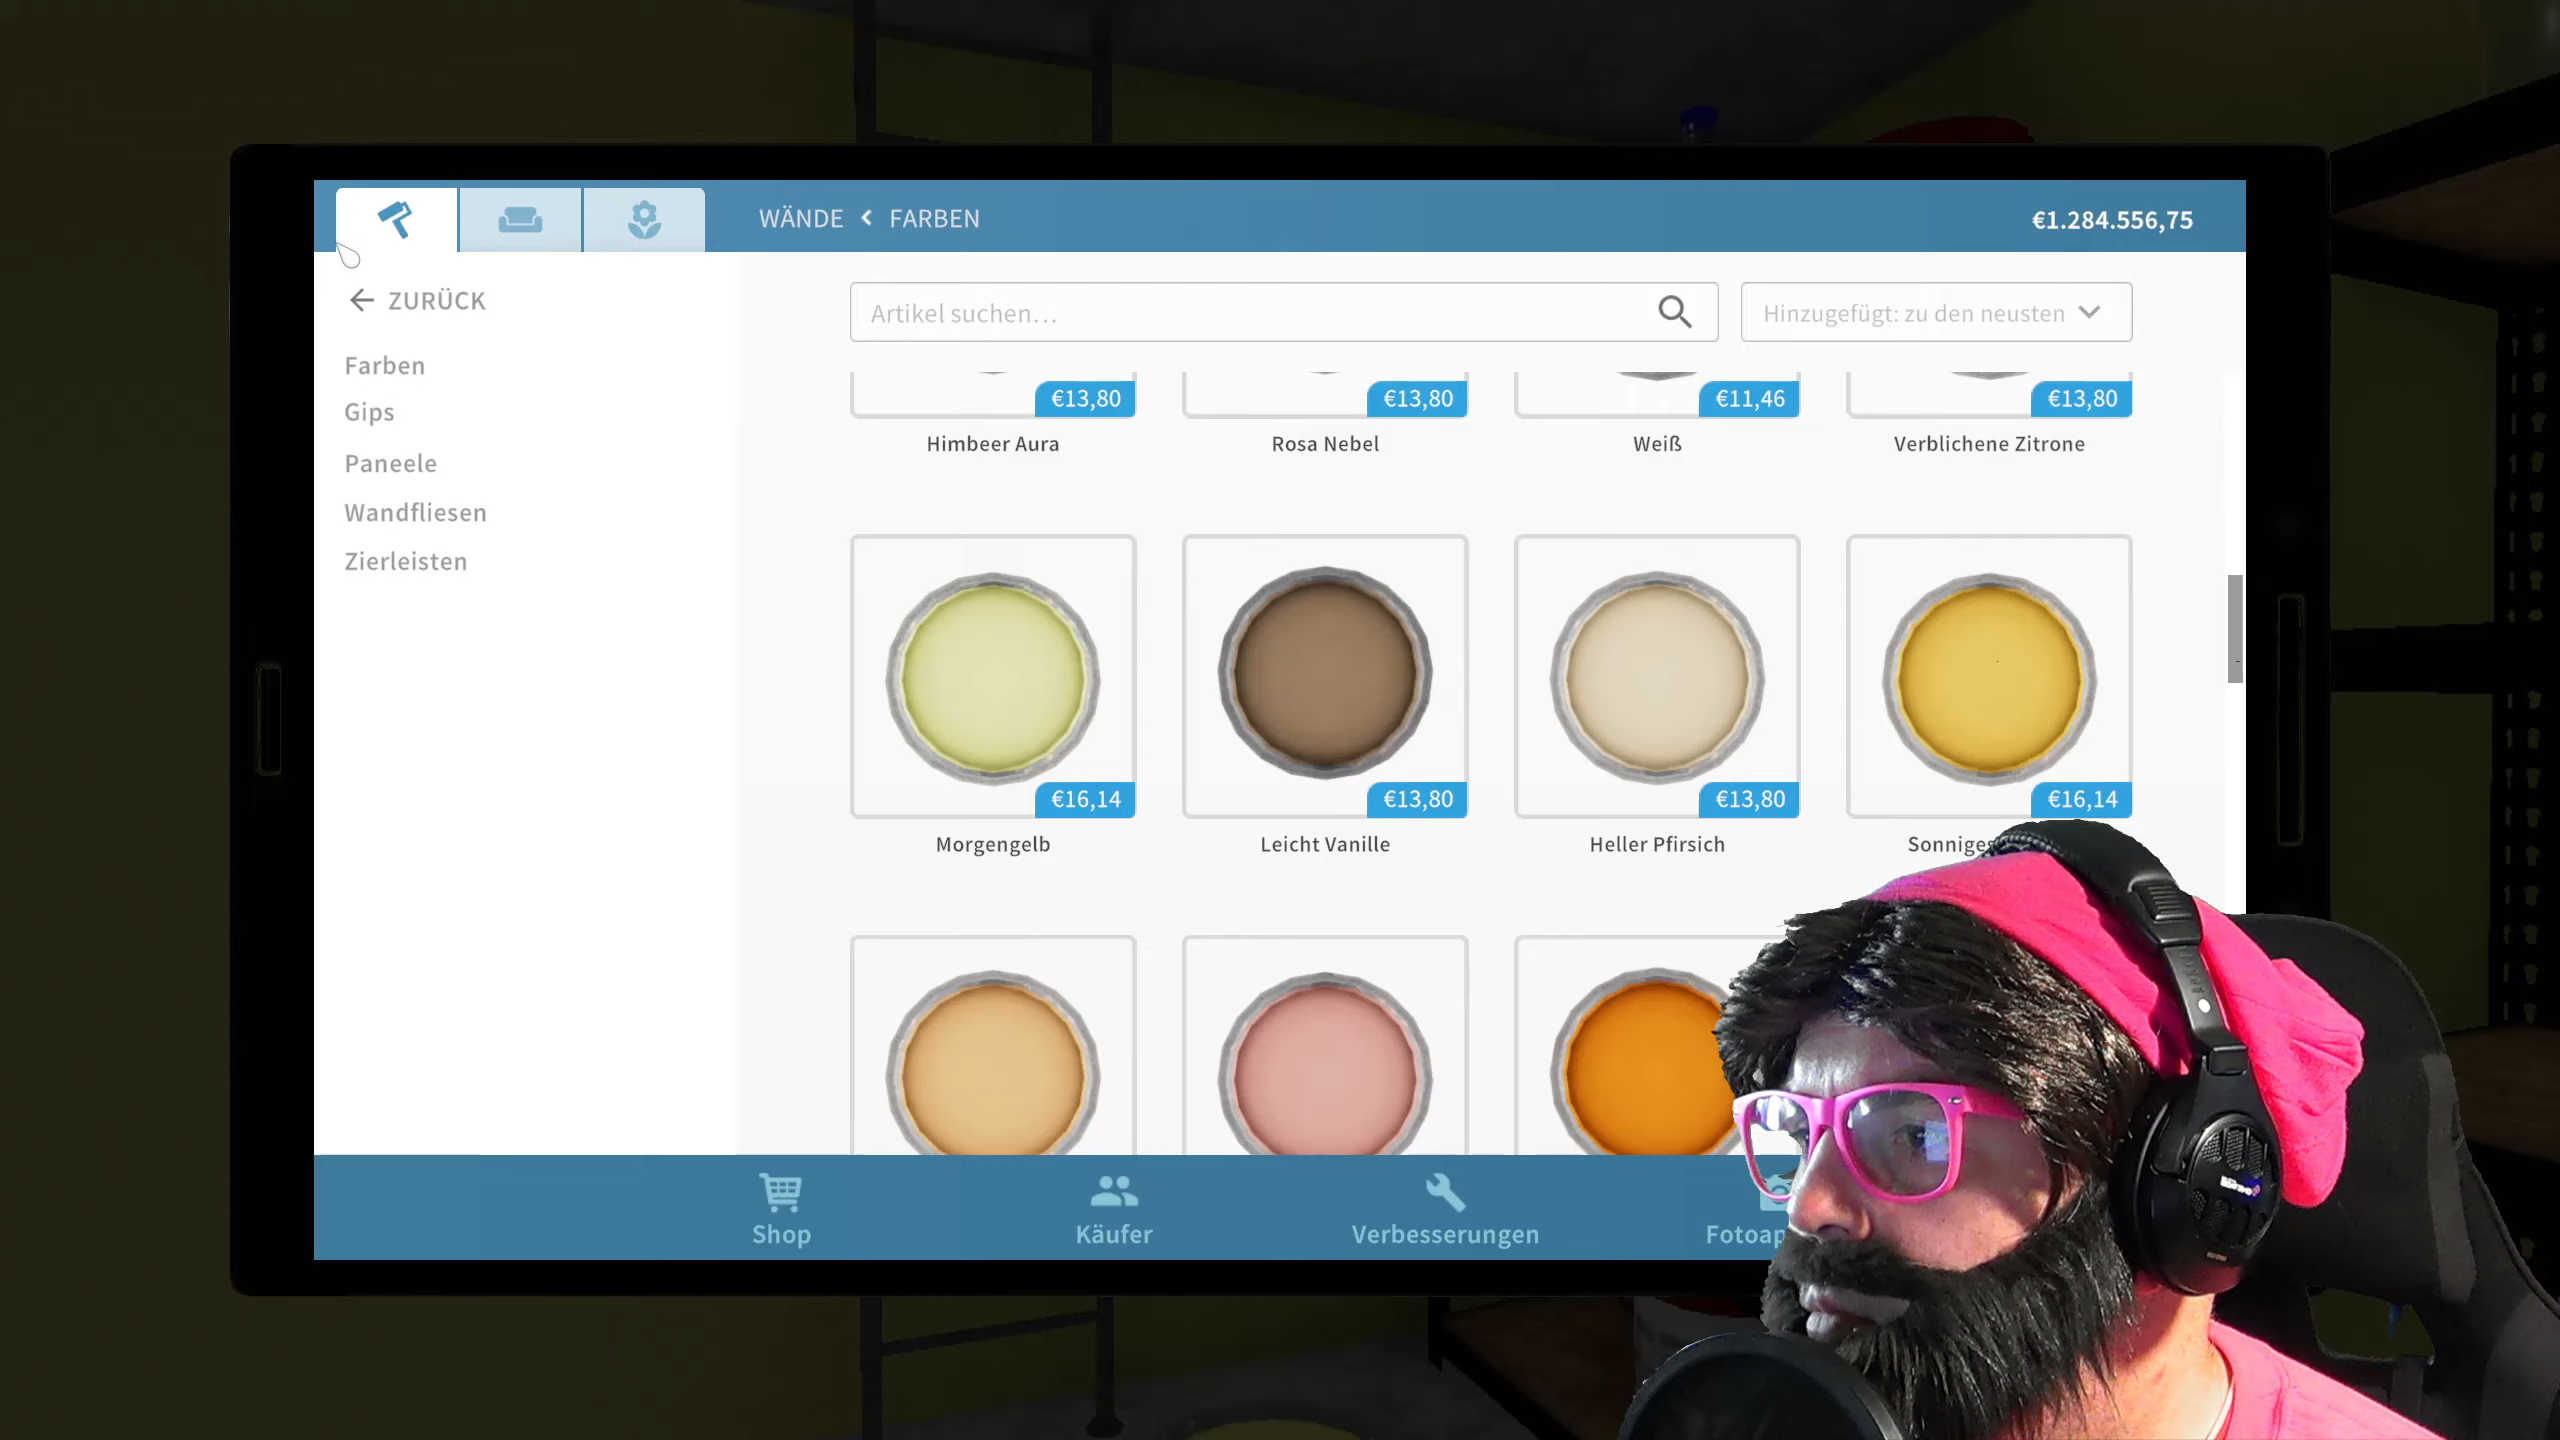 WÄNDE < FARBEN
€1.284.556,75
ZURÜCK
Artikel suchen...
Hinzugefügt: zu den neusten
Farben
Gips
Paneele
Wandfliesen
Zierleisten
€13,80
€13,80
€11,46
€13,80
Himbeer Aura
Rosa Nebel
Weiß
Verblichene Zitrone
€16,14
€13,80
€13,80
€16,14
Morgengelb
Leicht Vanille
Heller Pfirsich
Shop
Käufer
Verbesserungen